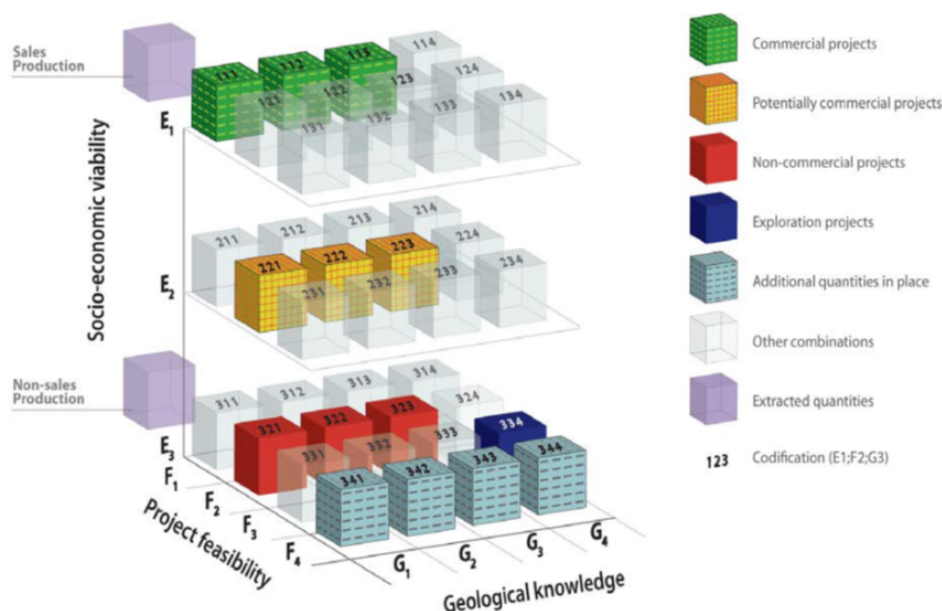 Sales
Production
Socio-economic viability
E1
111
112
113
114
121
122
123
124
131
132
133
134
E2
211
212
213
214
221
222
223
224
231
232
233
234
Non-sales
Production
E3
311
312
313
314
321
322
323
324
331
332
333
334
341
342
343
344
F1
F2
F3
F4
Project feasibility
G1
G2
G3
G4
Geological knowledge
Commercial projects
Potentially commercial projects
Non-commercial projects
Exploration projects
Additional quantities in place
Other combinations
Extracted quantities
123 Codification (E1;F2;G3)